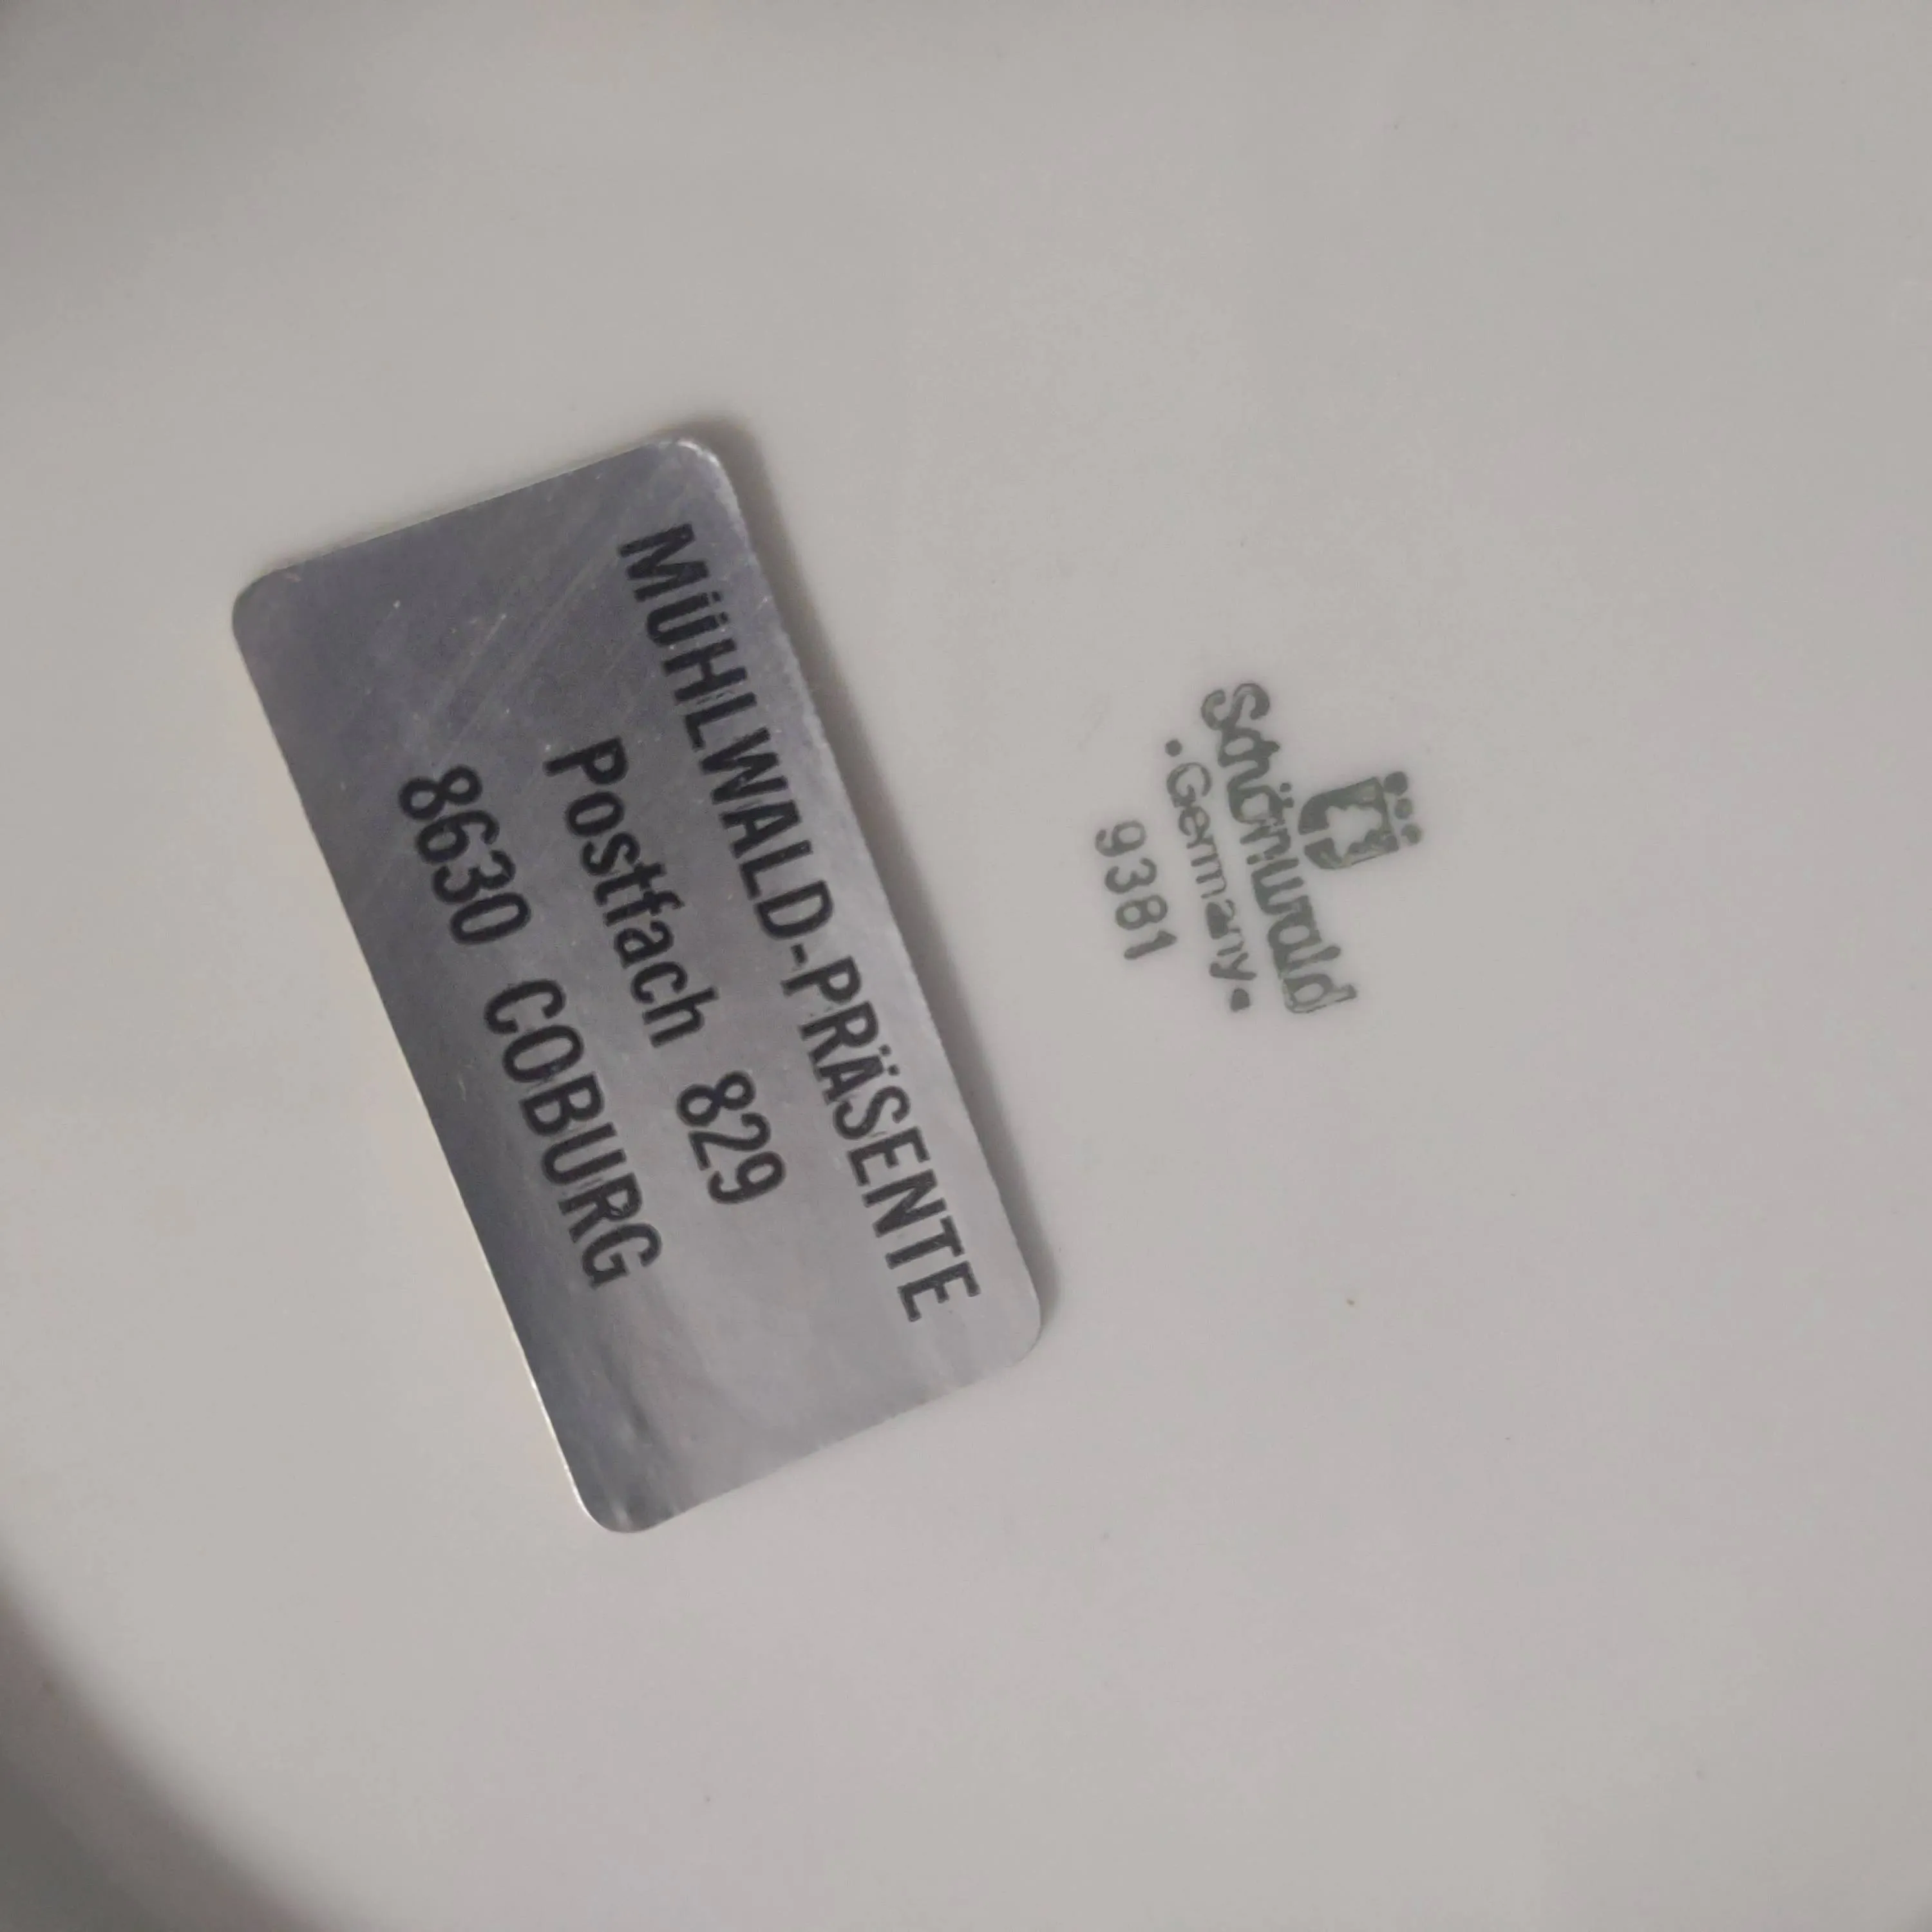 MÜHLWALD-PRÄSENTE
Postfach 829
8630 COBURG
Schönwald
·Germany·
9381